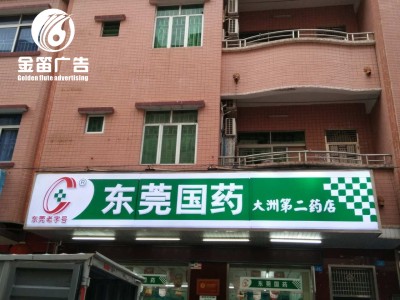 金笛广告
Golden flute advertising
东莞国药 大洲第二药店
东莞老字号
东莞国药